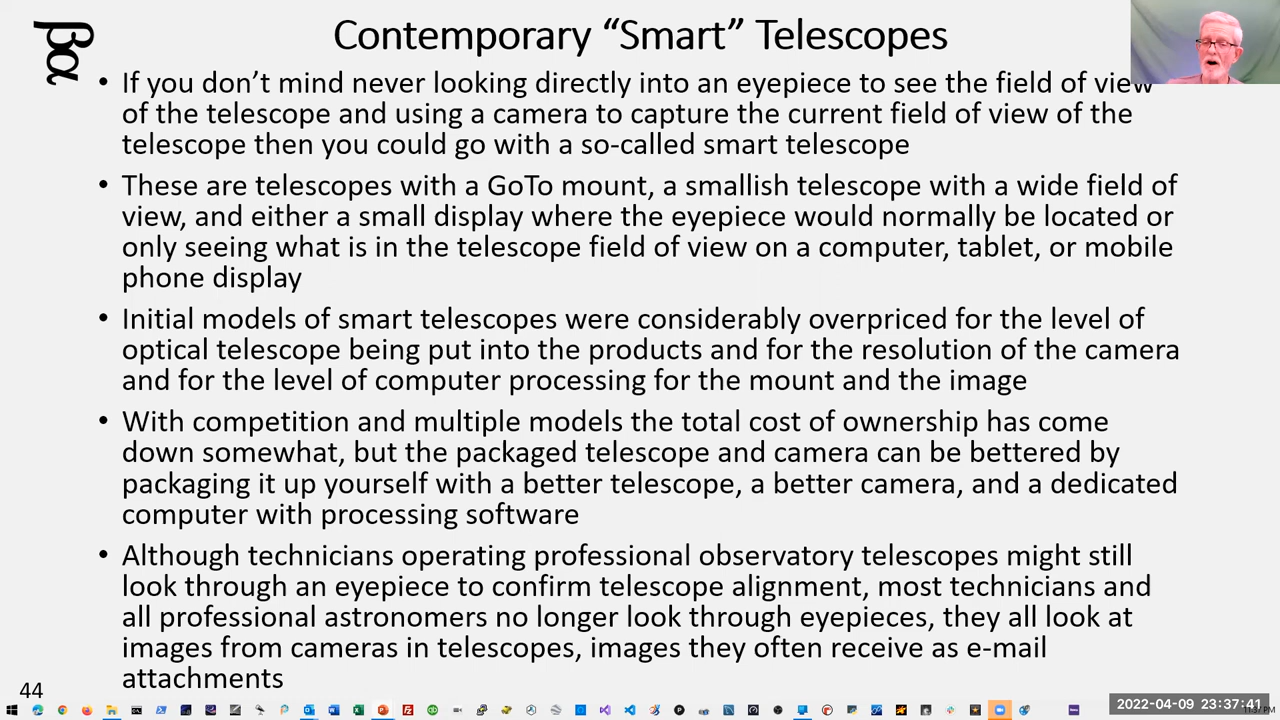 Contemporary “Smart” Telescopes
βα
• If you don’t mind never looking directly into an eyepiece to see the field of view
of the telescope and using a camera to capture the current field of view of the
telescope then you could go with a so-called smart telescope
• These are telescopes with a GoTo mount, a smallish telescope with a wide field of
view, and either a small display where the eyepiece would normally be located or
only seeing what is in the telescope field of view on a computer, tablet, or mobile
phone display
• Initial models of smart telescopes were considerably overpriced for the level of
optical telescope being put into the products and for the resolution of the camera
and for the level of computer processing for the mount and the image
• With competition and multiple models the total cost of ownership has come
down somewhat, but the packaged telescope and camera can be bettered by
packaging it up yourself with a better telescope, a better camera, and a dedicated
computer with processing software
• Although technicians operating professional observatory telescopes might still
look through an eyepiece to confirm telescope alignment, most technicians and
all professional astronomers no longer look through eyepieces, they all look at
images from cameras in telescopes, images they often receive as e-mail
attachments
44
2022-04-09 23:37:41